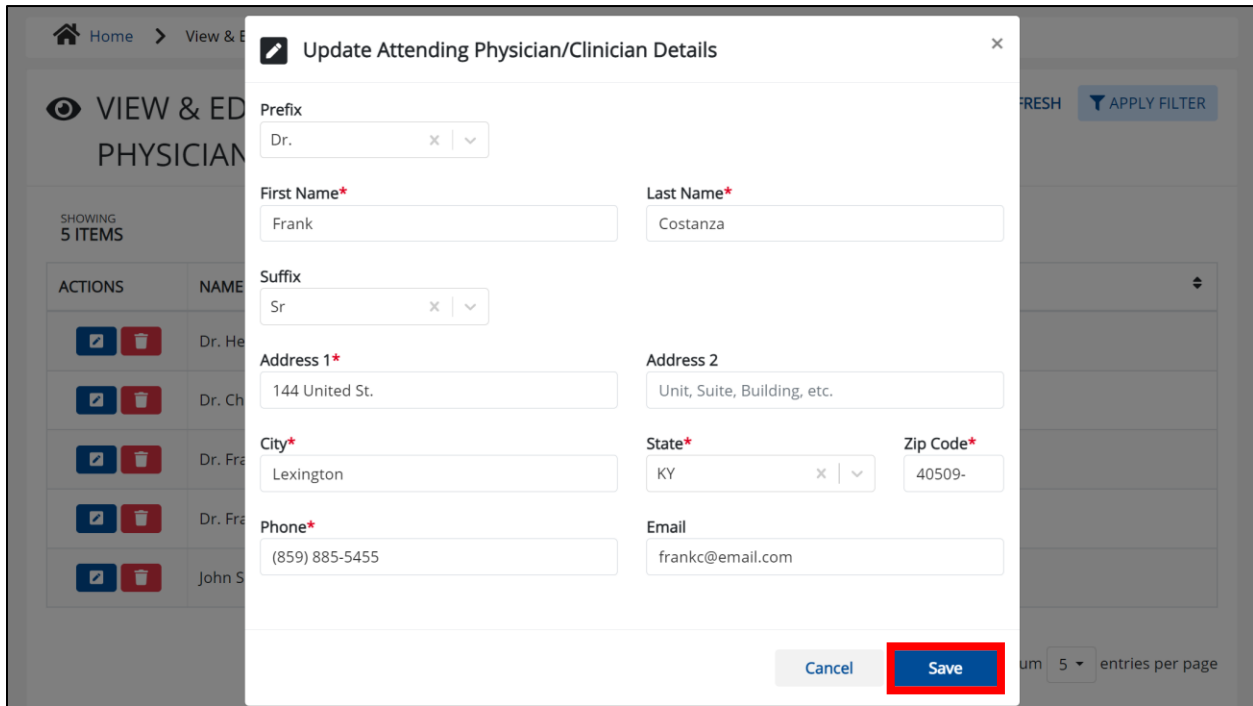 Home > View & E
Update Attending Physician/Clinician Details ×
VIEW & ED
PHYSICIAN
FRESH APPLY FILTER
SHOWING
5 ITEMS
ACTIONS NAME
Dr. He
Dr. Ch
Dr. Fra
Dr. Fra
John S
Prefix
Dr.
First Name* Last Name*
Frank Costanza
Suffix
Sr
Address 1* Address 2
144 United St. Unit, Suite, Building, etc.
City* State* Zip Code*
Lexington KY 40509-
Phone* Email
(859) 885-5455 frankc@email.com
Cancel Save
um 5 entries per page